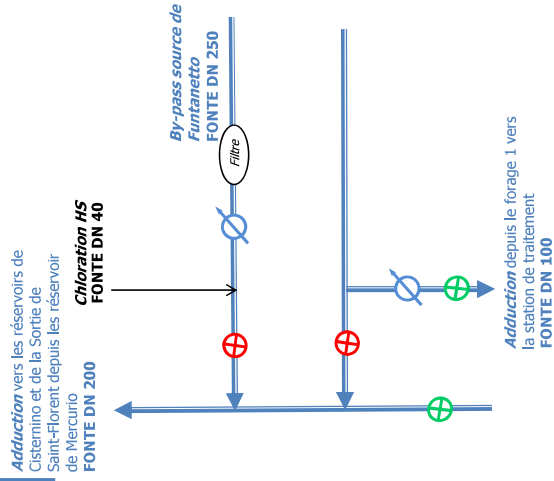 Adduction vers les réservoirs de
Cisternino et de la Sortie de
Saint-Florent depuis les réservoir
de Mercurio
FONTE DN 200
Chloration HS
FONTE DN 40
By-pass source de
Funtanetto
FONTE DN 250
Filtre
Adduction depuis le forage 1 vers
la station de traitement
FONTE DN 100